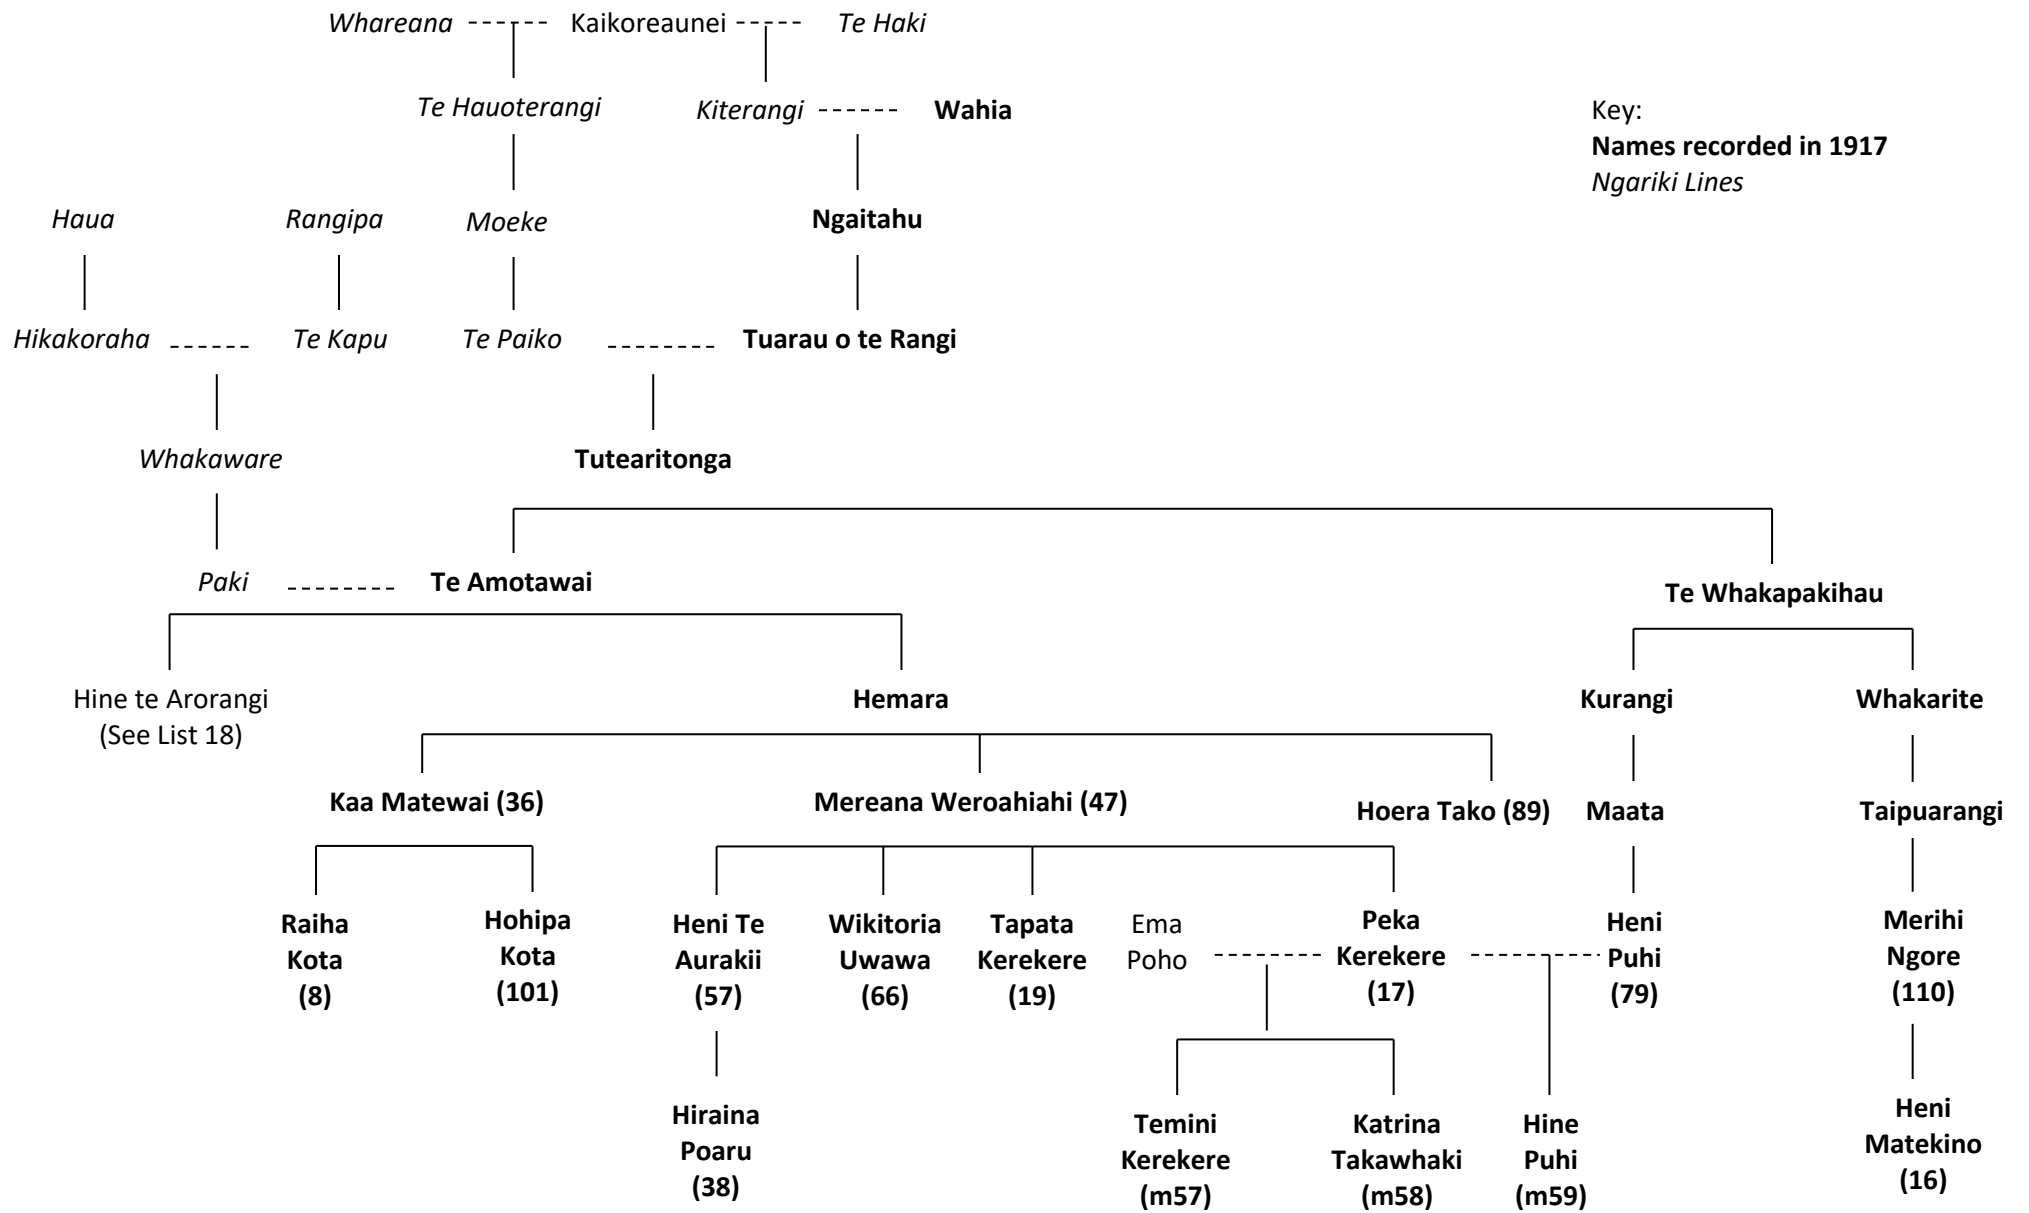 Whareana
Kaikoreaunei
Te Haki
Te Hauoterangi
Kiterangi
Wahia
Key:
Names recorded in 1917
Ngariki Lines
Haua
Rangipa
Moeke
Ngaitahu
Hikakoraha
Te Kapu
Te Paiko
Tuarau o te Rangi
Whakaware
Tutearitonga
Paki
Te Amotawai
Te Whakapakihau
Hine te Arorangi
(See List 18)
Hemara
Kurangi
Whakarite
Kaa Matewai (36)
Mereana Weroahiahi (47)
Hoera Tako (89)
Maata
Taipuarangi
Raiha
Kota
(8)
Hohipa
Kota
(101)
Heni Te
Aurakii
(57)
Wikitoria
Uwawa
(66)
Tapata
Kerekere
(19)
Ema
Poho
Peka
Kerekere
(17)
Heni
Puhi
(79)
Merihi
Ngore
(110)
Hiraina
Poaru
(38)
Temini
Kerekere
(m57)
Katrina
Takawhaki
(m58)
Hine
Puhi
(m59)
Heni
Matekino
(16)